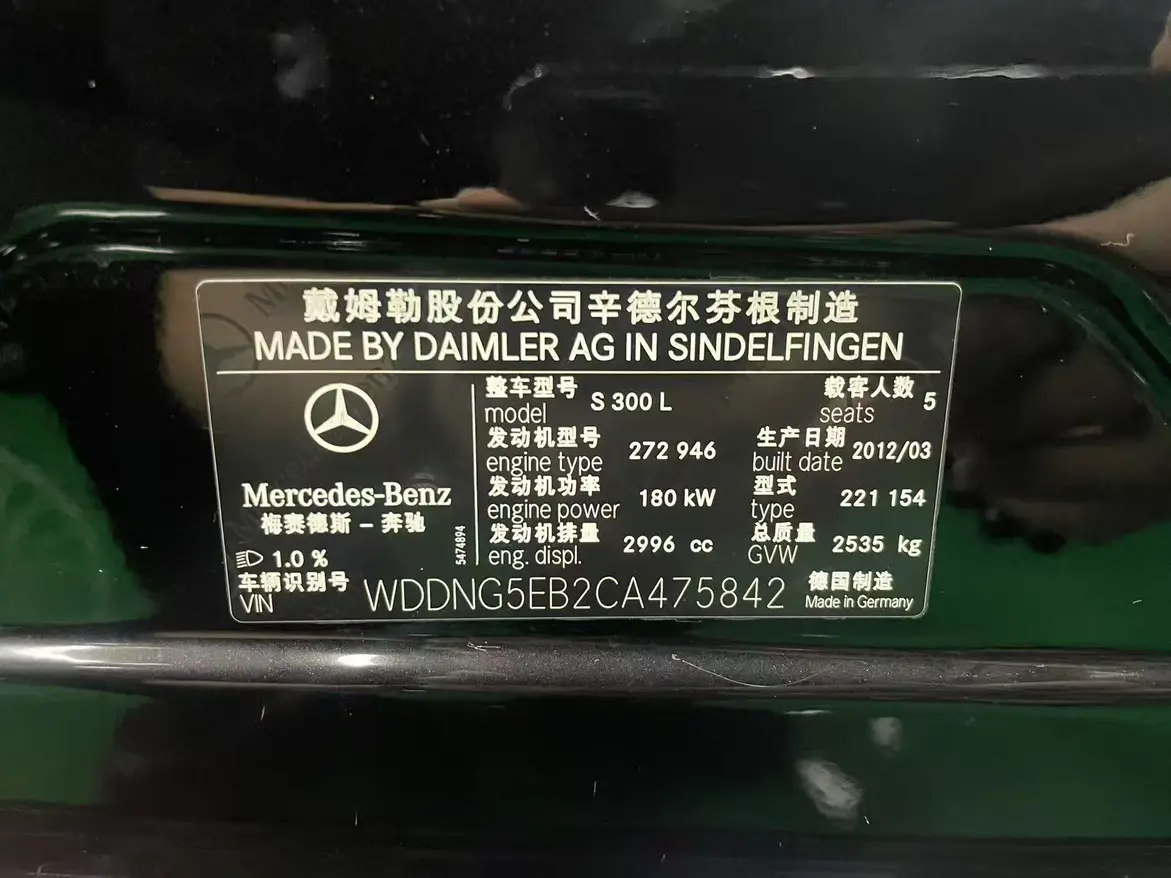 戴姆勒股份公司辛德尔芬根制造
MADE BY DAIMLER AG IN SINDELFINGEN
Mercedes-Benz
梅赛德斯 - 奔驰
1.0 %
5474894
整车型号 model S 300 L 载客人数 seats 5
发动机型号 engine type 272 946 生产日期 built date 2012/03
发动机功率 engine power 180 kW 型式 type 221 154
发动机排量 eng. displ. 2996 cc 总质量 GVW 2535 kg
车辆识别号 VIN WDDNG5EB2CA475842 德国制造 Made in Germany